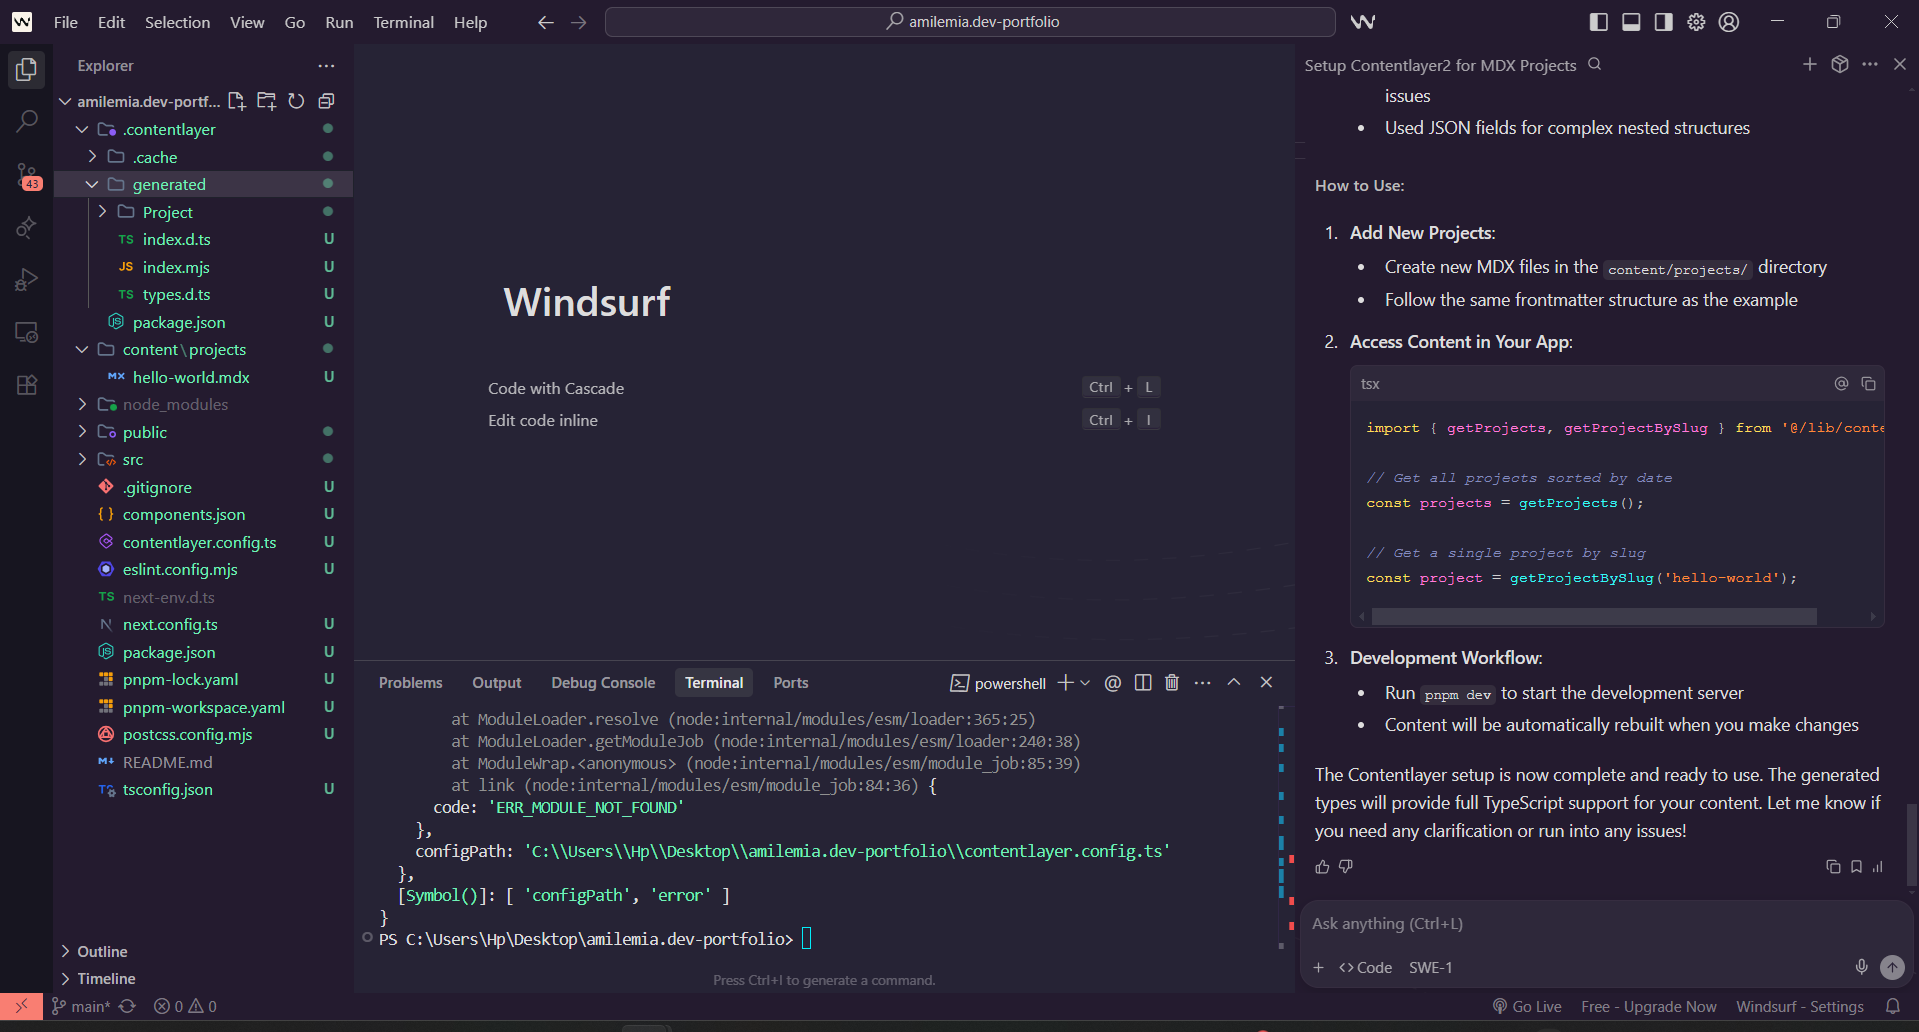 File Edit Selection View Go Run Terminal Help
amilemia.dev-portfolio
Explorer
amilemia.dev-portf...
.contentlayer
.cache
generated
Project
TS index.d.ts U
JS index.mjs U
TS types.d.ts U
package.json U
content\projects
hello-world.mdx U
node_modules
public
src
.gitignore U
components.json U
contentlayer.config.ts U
eslint.config.mjs U
TS next-env.d.ts
next.config.ts U
package.json U
pnpm-lock.yaml U
pnpm-workspace.yaml U
postcss.config.mjs U
README.md
tsconfig.json U
43
Outline
Timeline
Windsurf
Code with Cascade Ctrl + L
Edit code inline Ctrl + I
Problems Output Debug Console Terminal Ports
powershell
at ModuleLoader.resolve (node:internal/modules/esm/loader:365:25)
at ModuleLoader.getModuleJob (node:internal/modules/esm/loader:240:38)
at ModuleWrap.<anonymous> (node:internal/modules/esm/module_job:85:39)
at link (node:internal/modules/esm/module_job:84:36) {
code: 'ERR_MODULE_NOT_FOUND'
},
configPath: 'C:\\Users\\Hp\\Desktop\\amilemia.dev-portfolio\\contentlayer.config.ts'
},
[Symbol()]: [ 'configPath', 'error' ]
}
PS C:\Users\Hp\Desktop\amilemia.dev-portfolio>
Press Ctrl+I to generate a command.
Setup Contentlayer2 for MDX Projects
issues
• Used JSON fields for complex nested structures
How to Use:
1. Add New Projects:
• Create new MDX files in the content/projects/ directory
• Follow the same frontmatter structure as the example
2. Access Content in Your App:
tsx
import { getProjects, getProjectBySlug } from '@/lib/conte
// Get all projects sorted by date
const projects = getProjects();
// Get a single project by slug
const project = getProjectBySlug('hello-world');
3. Development Workflow:
• Run pnpm dev to start the development server
• Content will be automatically rebuilt when you make changes
The Contentlayer setup is now complete and ready to use. The generated
types will provide full TypeScript support for your content. Let me know if
you need any clarification or run into any issues!
Ask anything (Ctrl+L)
+ <> Code SWE-1
main* 0 0
Go Live Free - Upgrade Now Windsurf - Settings